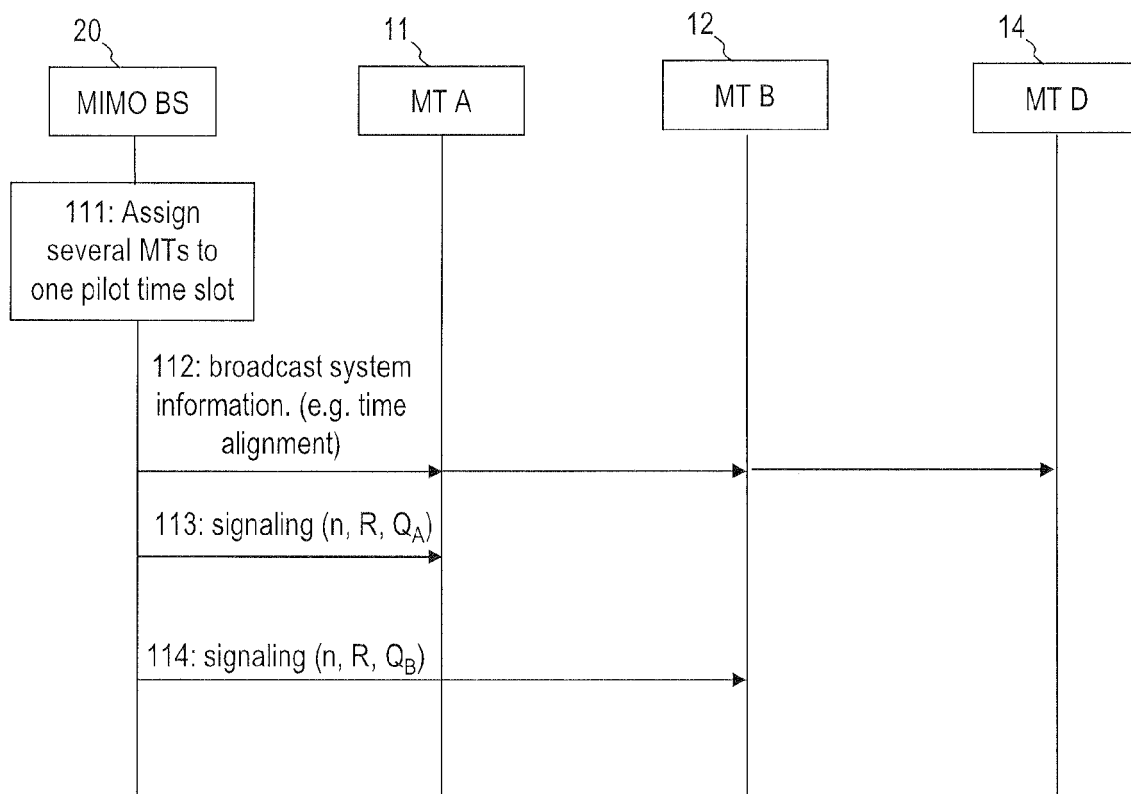 20
11
12
14
MIMO BS
MT A
MT B
MT D
111: Assign
several MTs to
one pilot time slot
112: broadcast system
information. (e.g. time
alignment)
113: signaling (n, R, Q_A)
114: signaling (n, R, Q_B)